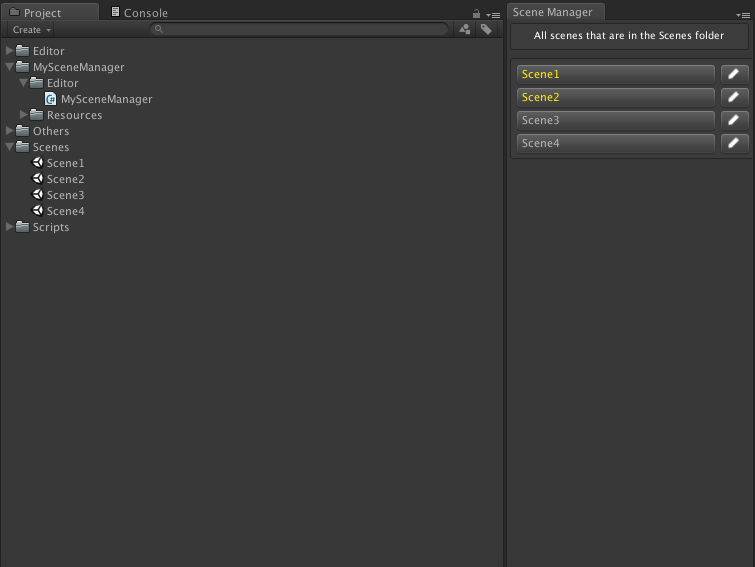 Project
Console
Create
Editor
MySceneManager
Editor
C#
MySceneManager
Resources
Others
Scenes
Scene1
Scene2
Scene3
Scene4
Scripts
Scene Manager
All scenes that are in the Scenes folder
Scene1
Scene2
Scene3
Scene4